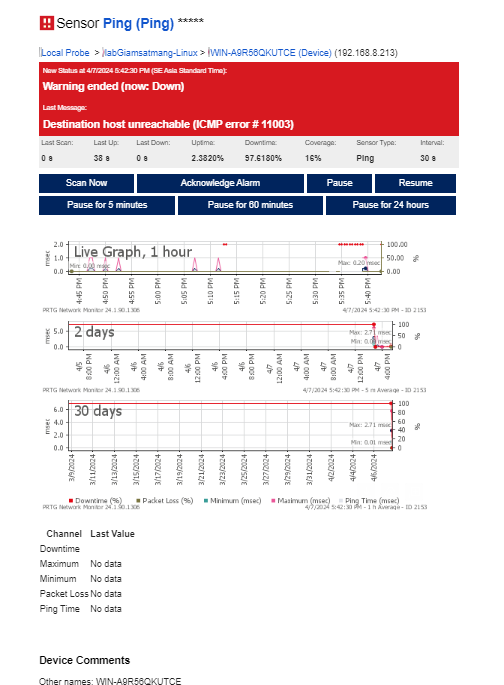 Sensor Ping (Ping) *****
Local Probe > labGiamsatmang-Linux > WIN-A9R56QKUTCE (Device) (192.168.8.213)
New Status at 4/7/2024 5:42:30 PM (SE Asia Standard Time):
Warning ended (now: Down)
Last Message:
Destination host unreachable (ICMP error # 11003)
Last Scan: Last Up: Last Down: Uptime: Downtime: Coverage: Sensor Type: Interval:
0 s 38 s 0 s 2.3820% 97.6180% 16% Ping 30 s
Scan Now Acknowledge Alarm Pause Resume
Pause for 5 minutes Pause for 60 minutes Pause for 24 hours
Live Graph, 1 hour
msec
2.0
1.0
0.0
100.00
50.00
0.00
%
Min: 0.00 msec
Max: 0.20 msec
4:45 PM 4:50 PM 4:55 PM 5:00 PM 5:05 PM 5:10 PM 5:15 PM 5:20 PM 5:25 PM 5:30 PM 5:35 PM 5:40 PM
PRTG Network Monitor 24.1.90.1306 4/7/2024 5:42:30 PM - ID 2153
2 days
msec
5.0
0.0
100
50
0
%
Max: 2.71 msec
Min: 0.00 msec
4/6 8:00 PM 4/6 12:00 AM 4/6 4:00 AM 4/6 8:00 AM 4/6 12:00 PM 4/6 4:00 PM 4/6 8:00 PM 4/7 12:00 AM 4/7 4:00 AM 4/7 8:00 AM 4/7 12:00 PM 4/7 4:00 PM
PRTG Network Monitor 24.1.90.1306 4/7/2024 5:42:30 PM - 5 m Average - ID 2153
30 days
msec
6.0
4.0
2.0
0.0
100
80
60
40
20
0
%
Max: 2.71 msec
Min: 0.01 msec
3/9/2024 3/11/2024 3/13/2024 3/15/2024 3/17/2024 3/19/2024 3/21/2024 3/23/2024 3/25/2024 3/27/2024 3/29/2024 3/31/2024 4/2/2024 4/4/2024 4/6/2024
Downtime (%) Packet Loss (%) Minimum (msec) Maximum (msec) Ping Time (msec)
PRTG Network Monitor 24.1.90.1306 4/7/2024 5:42:30 PM - 1 h Average - ID 2153
Channel Last Value
Downtime
Maximum No data
Minimum No data
Packet Loss No data
Ping Time No data
Device Comments
Other names: WIN-A9R56QKUTCE